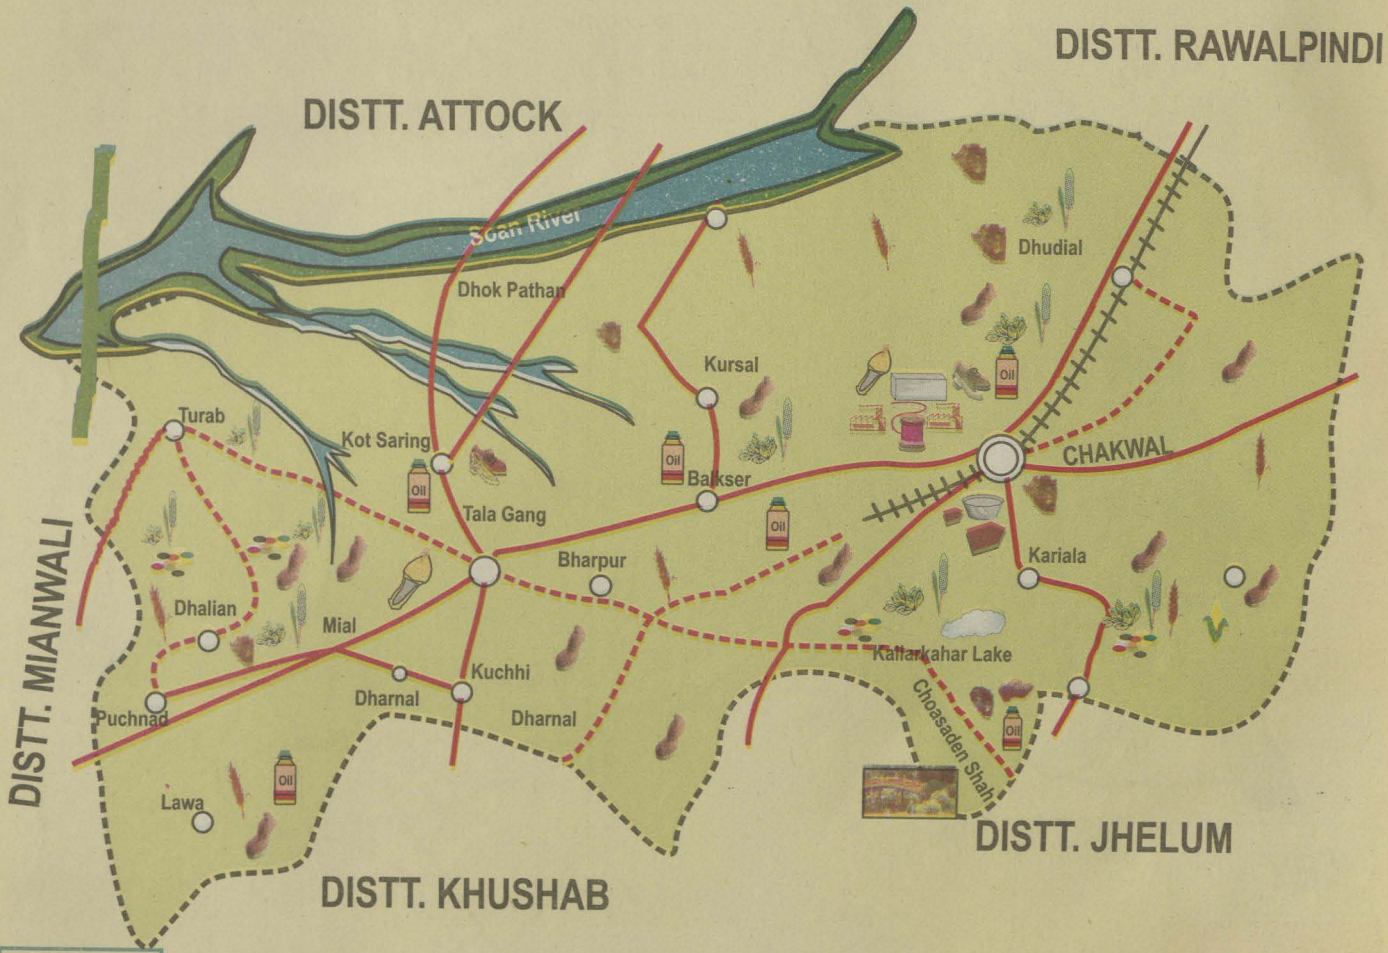 DISTT. RAWALPINDI
DISTT. ATTOCK
Soan River
Dhudial
Dhok Pathan
Kursal
Oil
Turab
Kot Saring
CHAKWAL
Oil
Oil
Balkser
Tala Gang
Oil
Bharpur
Kariala
DISTT. MIANWALI
Dhalian
Mial
Kallarkahar Lake
Kuchhi
Dharnal
Dharnal
Puchnad
Choasaden Shah
Oil
Oil
Lawa
DISTT. JHELUM
DISTT. KHUSHAB